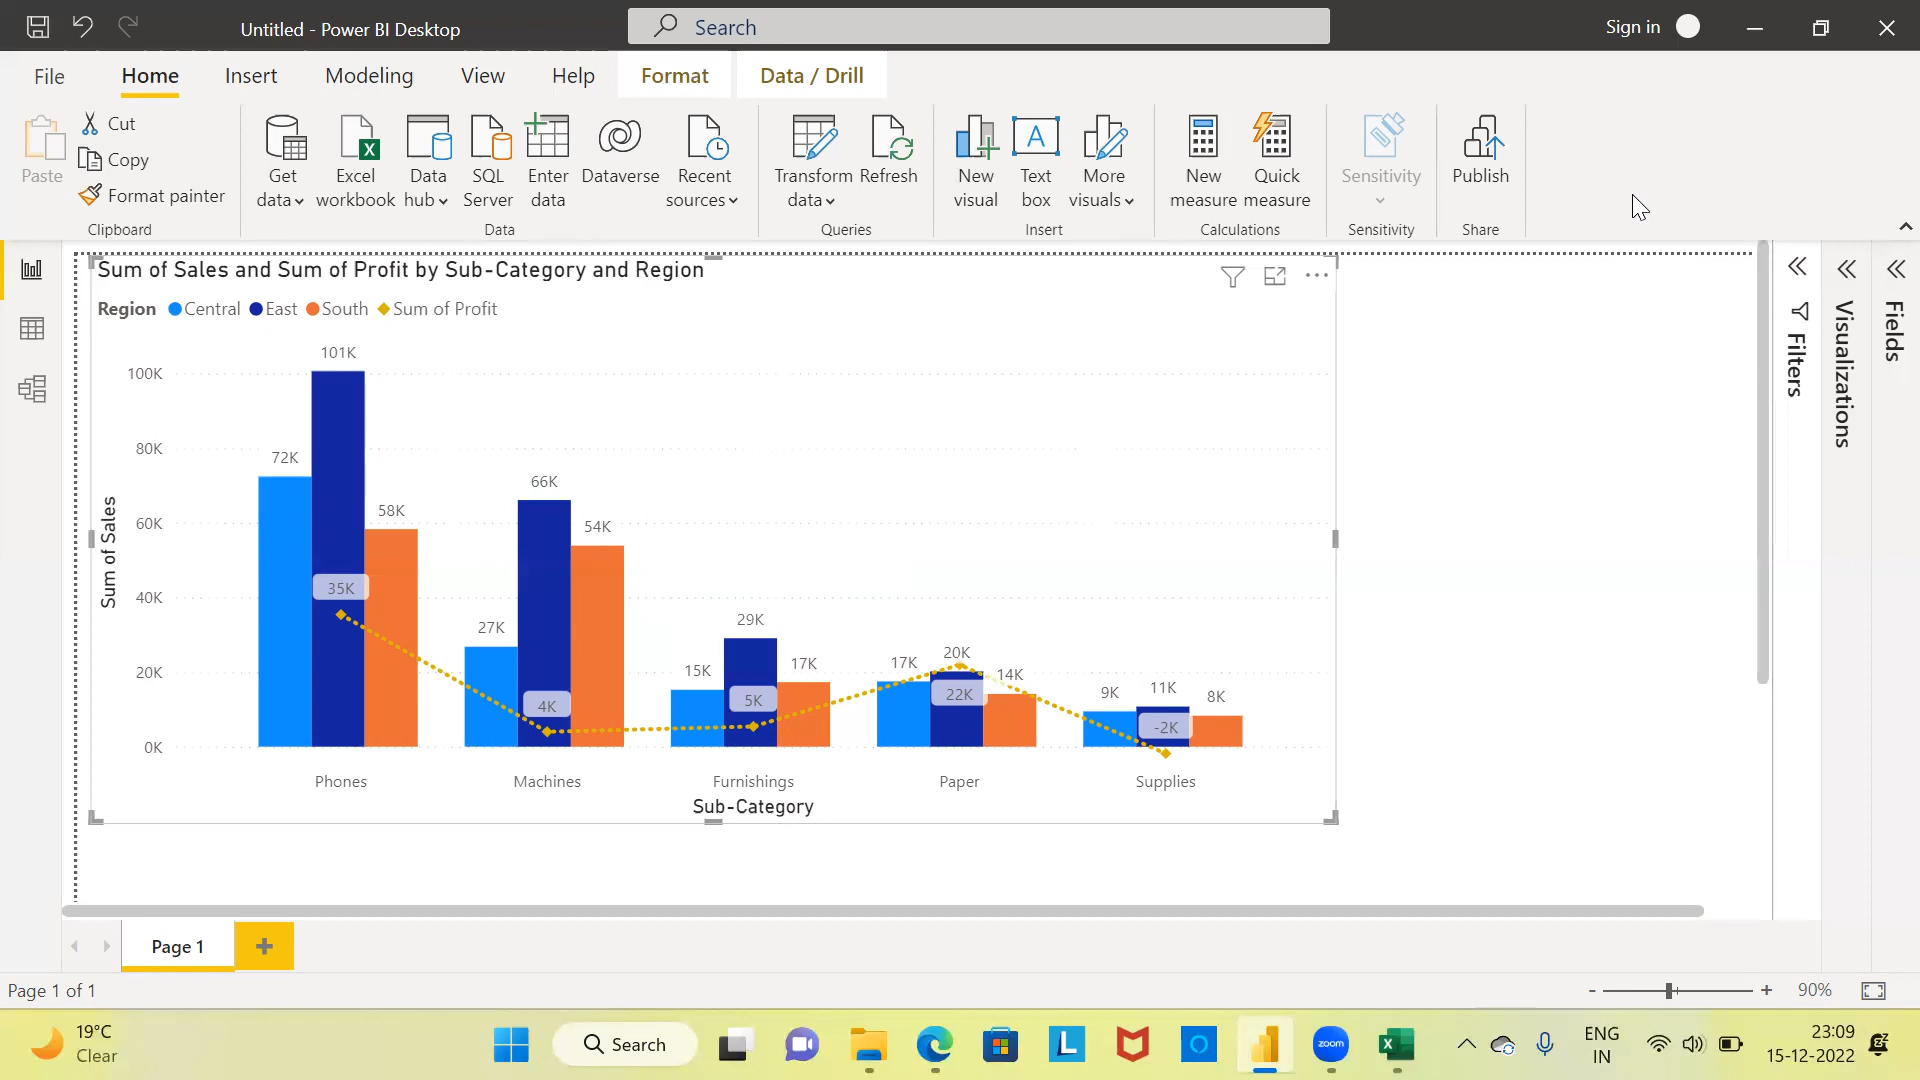 Untitled - Power BI Desktop
Search
Sign in
File
Home
Insert
Modeling
View
Help
Format
Data / Drill
Paste
Cut
Copy
Format painter
Clipboard
Get data
Excel workbook
Data hub
SQL Server
Enter data
Dataverse
Recent sources
Data
Transform data
Refresh
Queries
New visual
A
Text box
More visuals
Insert
New measure
Quick measure
Calculations
Sensitivity
Sensitivity
Publish
Share
Sum of Sales and Sum of Profit by Sub-Category and Region
Region Central East South Sum of Profit
Sum of Sales
100K
80K
60K
40K
20K
0K
72K
101K
58K
35K
27K
66K
54K
4K
15K
29K
17K
5K
17K
20K
14K
22K
9K
11K
8K
-2K
Phones
Machines
Furnishings
Paper
Supplies
Sub-Category
Filters
Visualizations
Fields
Page 1
Page 1 of 1
- + 90%
19°C
Clear
Search
L
zoom
X
ENG
IN
23:09
15-12-2022